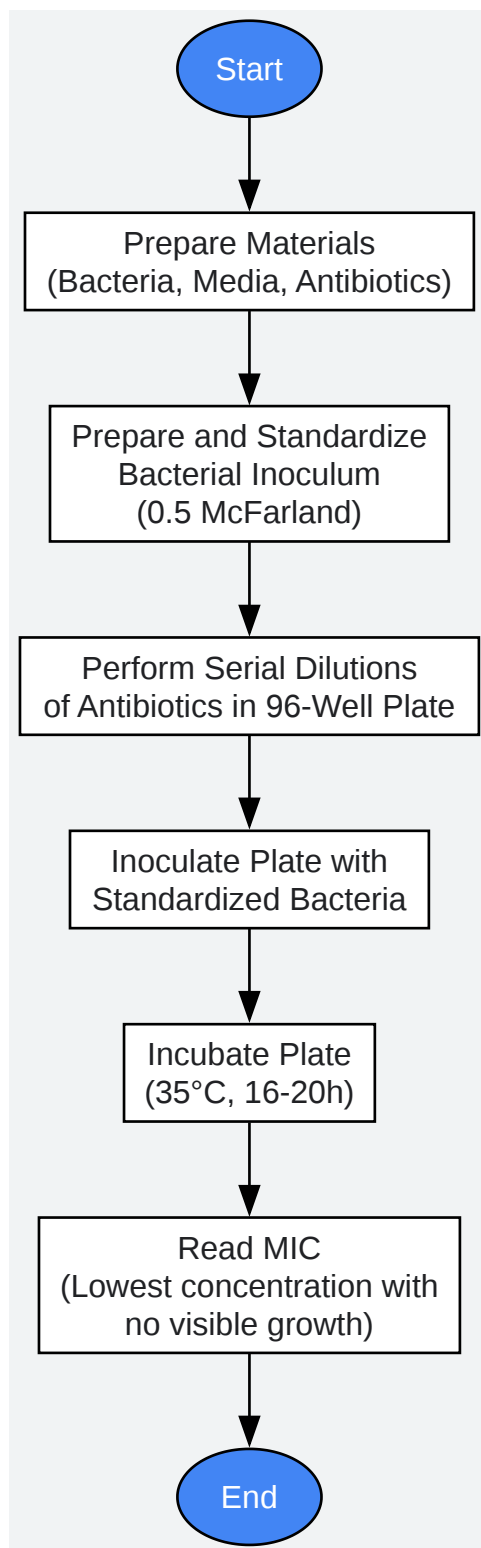 Start
Prepare Materials
(Bacteria, Media, Antibiotics)
Prepare and Standardize
Bacterial Inoculum
(0.5 McFarland)
Perform Serial Dilutions
of Antibiotics in 96-Well Plate
Inoculate Plate with
Standardized Bacteria
Incubate Plate
(35°C, 16-20h)
Read MIC
(Lowest concentration with
no visible growth)
End